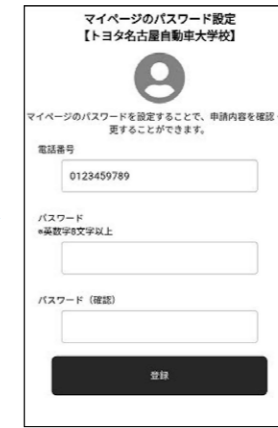 マイページのパスワード設定
【トヨタ名古屋自動車大学校】
マイページのパスワードを設定することで、申請内容を確認・
更することができます。
電話番号
0123459789
パスワード
※英数字8文字以上
パスワード（確認）
登録